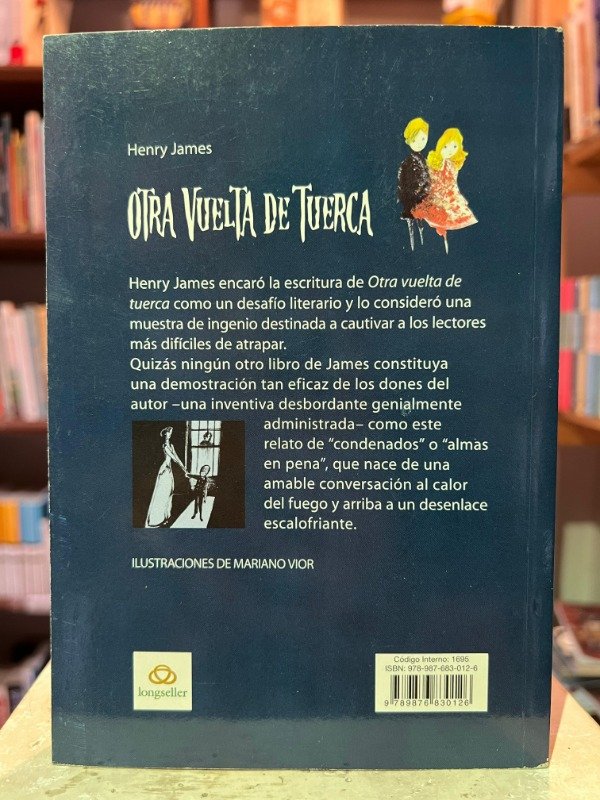 Henry James
OTRA VUELTA DE TUERCA
Henry James encaró la escritura de Otra vuelta de
tuerca como un desafío literario y lo consideró una
muestra de ingenio destinada a cautivar a los lectores
más difíciles de atrapar.
Quizás ningún otro libro de James constituya
una demostración tan eficaz de los dones del
autor –una inventiva desbordante genialmente
administrada– como este
relato de “condenados” o “almas
en pena”, que nace de una
amable conversación al calor
del fuego y arriba a un desenlace
escalofriante.
ILUSTRACIONES DE MARIANO VIOR
longseller
Código Interno: 1695
ISBN: 978-987-683-012-6
9 789876 830126